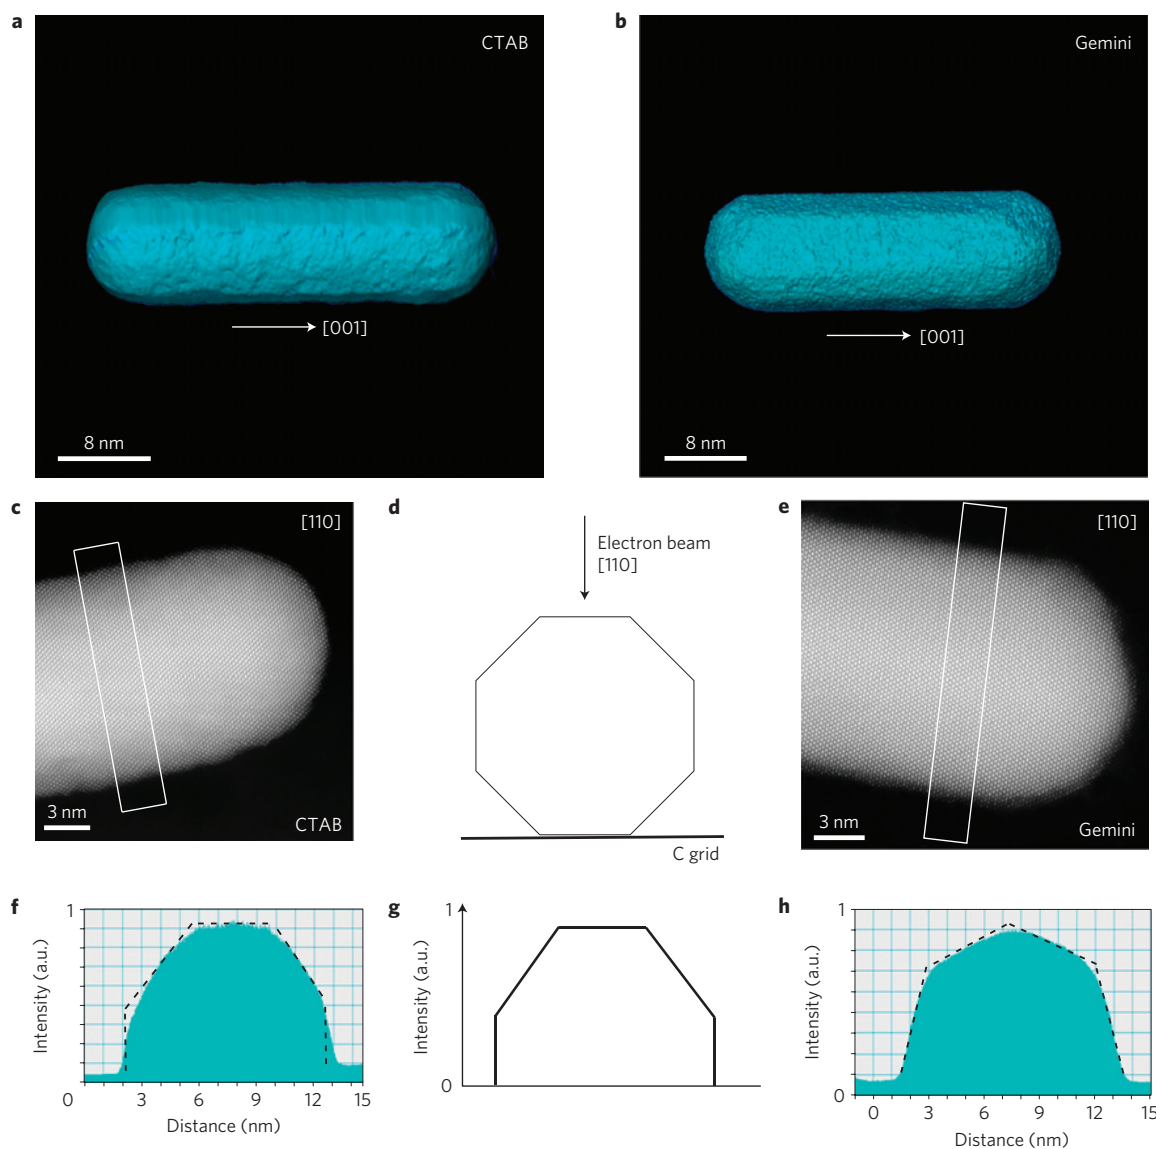 a
CTAB
[001]
8 nm
b
Gemini
[001]
8 nm
c
[110]
3 nm
CTAB
d
Electron beam
[110]
C grid
e
[110]
3 nm
Gemini
f
1
Intensity (a.u.)
0 3 6 9 12 15
Distance (nm)
g
1
Intensity (a.u.)
0
h
1
Intensity (a.u.)
0
0 3 6 9 12 15
Distance (nm)